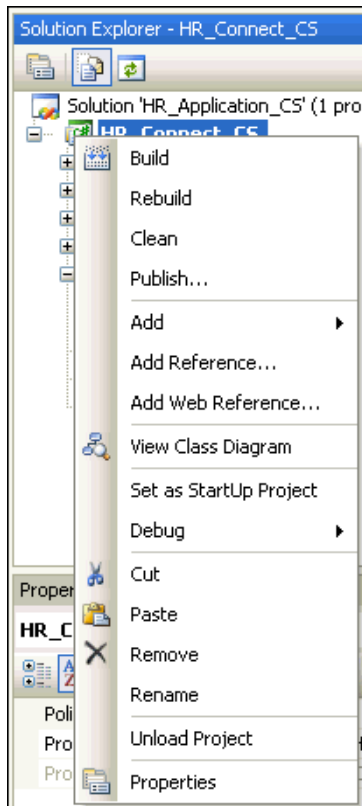 Solution Explorer - HR_Connect_CS
Solution 'HR_Application_CS' (1 pro
HR_Connect_CS
Build
Rebuild
Clean
Publish...
Add
Add Reference...
Add Web Reference...
View Class Diagram
Set as StartUp Project
Debug
Cut
Paste
Remove
Rename
Unload Project
Properties
Proper
HR_C
Poli
Pro
Pro